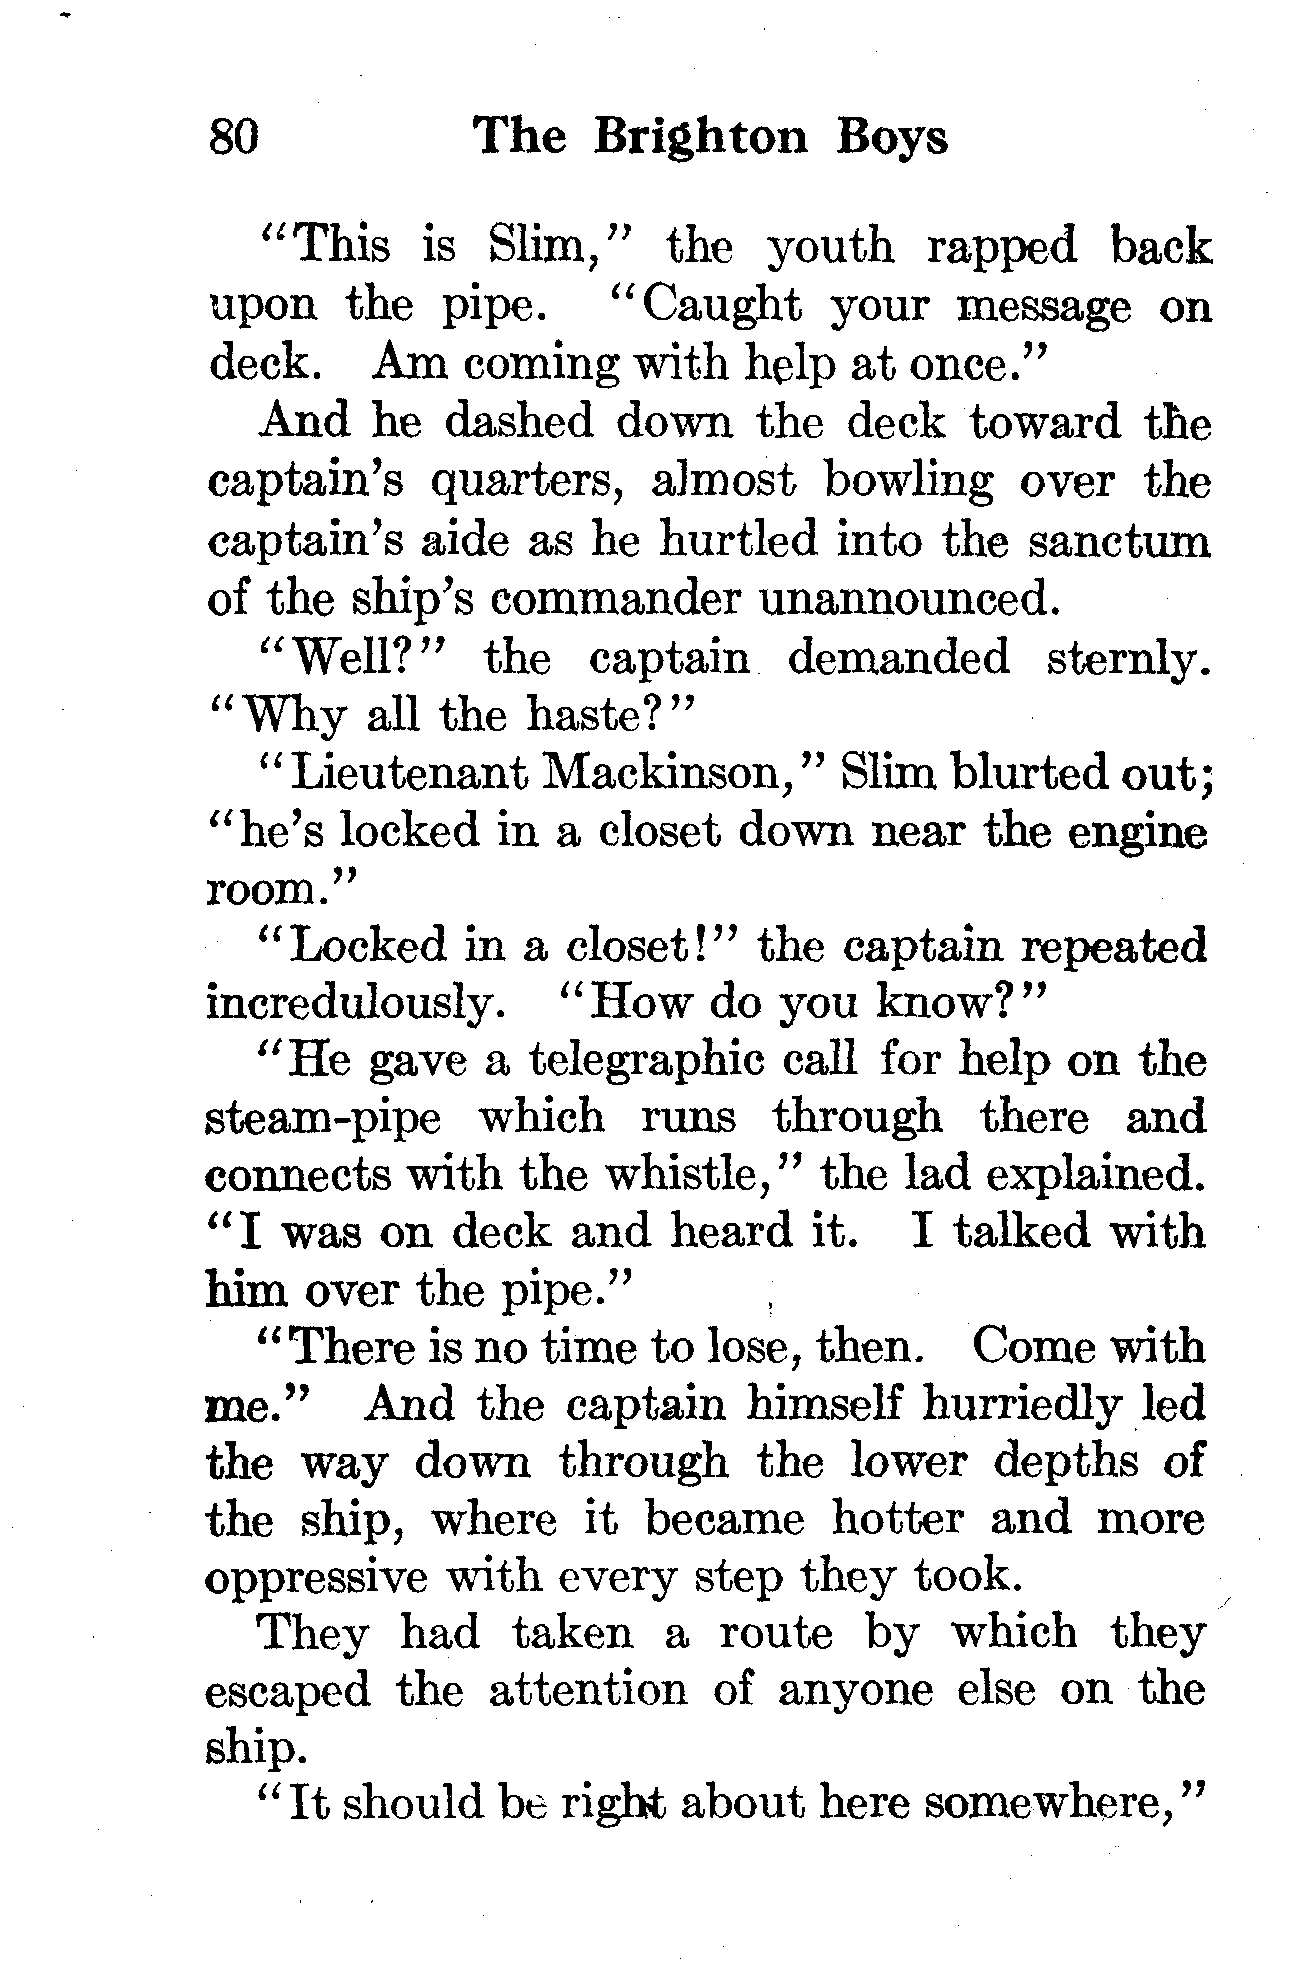 80 The Brighton Boys
“This is Slim,” the youth rapped back
upon the pipe. “Caught your message on
deck. Am coming with help at once.”
And he dashed down the deck toward the
captain’s quarters, almost bowling over the
captain’s aide as he hurtled into the sanctum
of the ship’s commander unannounced.
“Well?” the captain demanded sternly.
“Why all the haste?”
“Lieutenant Mackinson,” Slim blurted out;
“he’s locked in a closet down near the engine
room.”
“Locked in a closet!” the captain repeated
incredulously. “How do you know?”
“He gave a telegraphic call for help on the
steam-pipe which runs through there and
connects with the whistle,” the lad explained.
“I was on deck and heard it. I talked with
him over the pipe.”
“There is no time to lose, then. Come with
me.” And the captain himself hurriedly led
the way down through the lower depths of
the ship, where it became hotter and more
oppressive with every step they took.
They had taken a route by which they
escaped the attention of anyone else on the
ship.
“It should be right about here somewhere,”